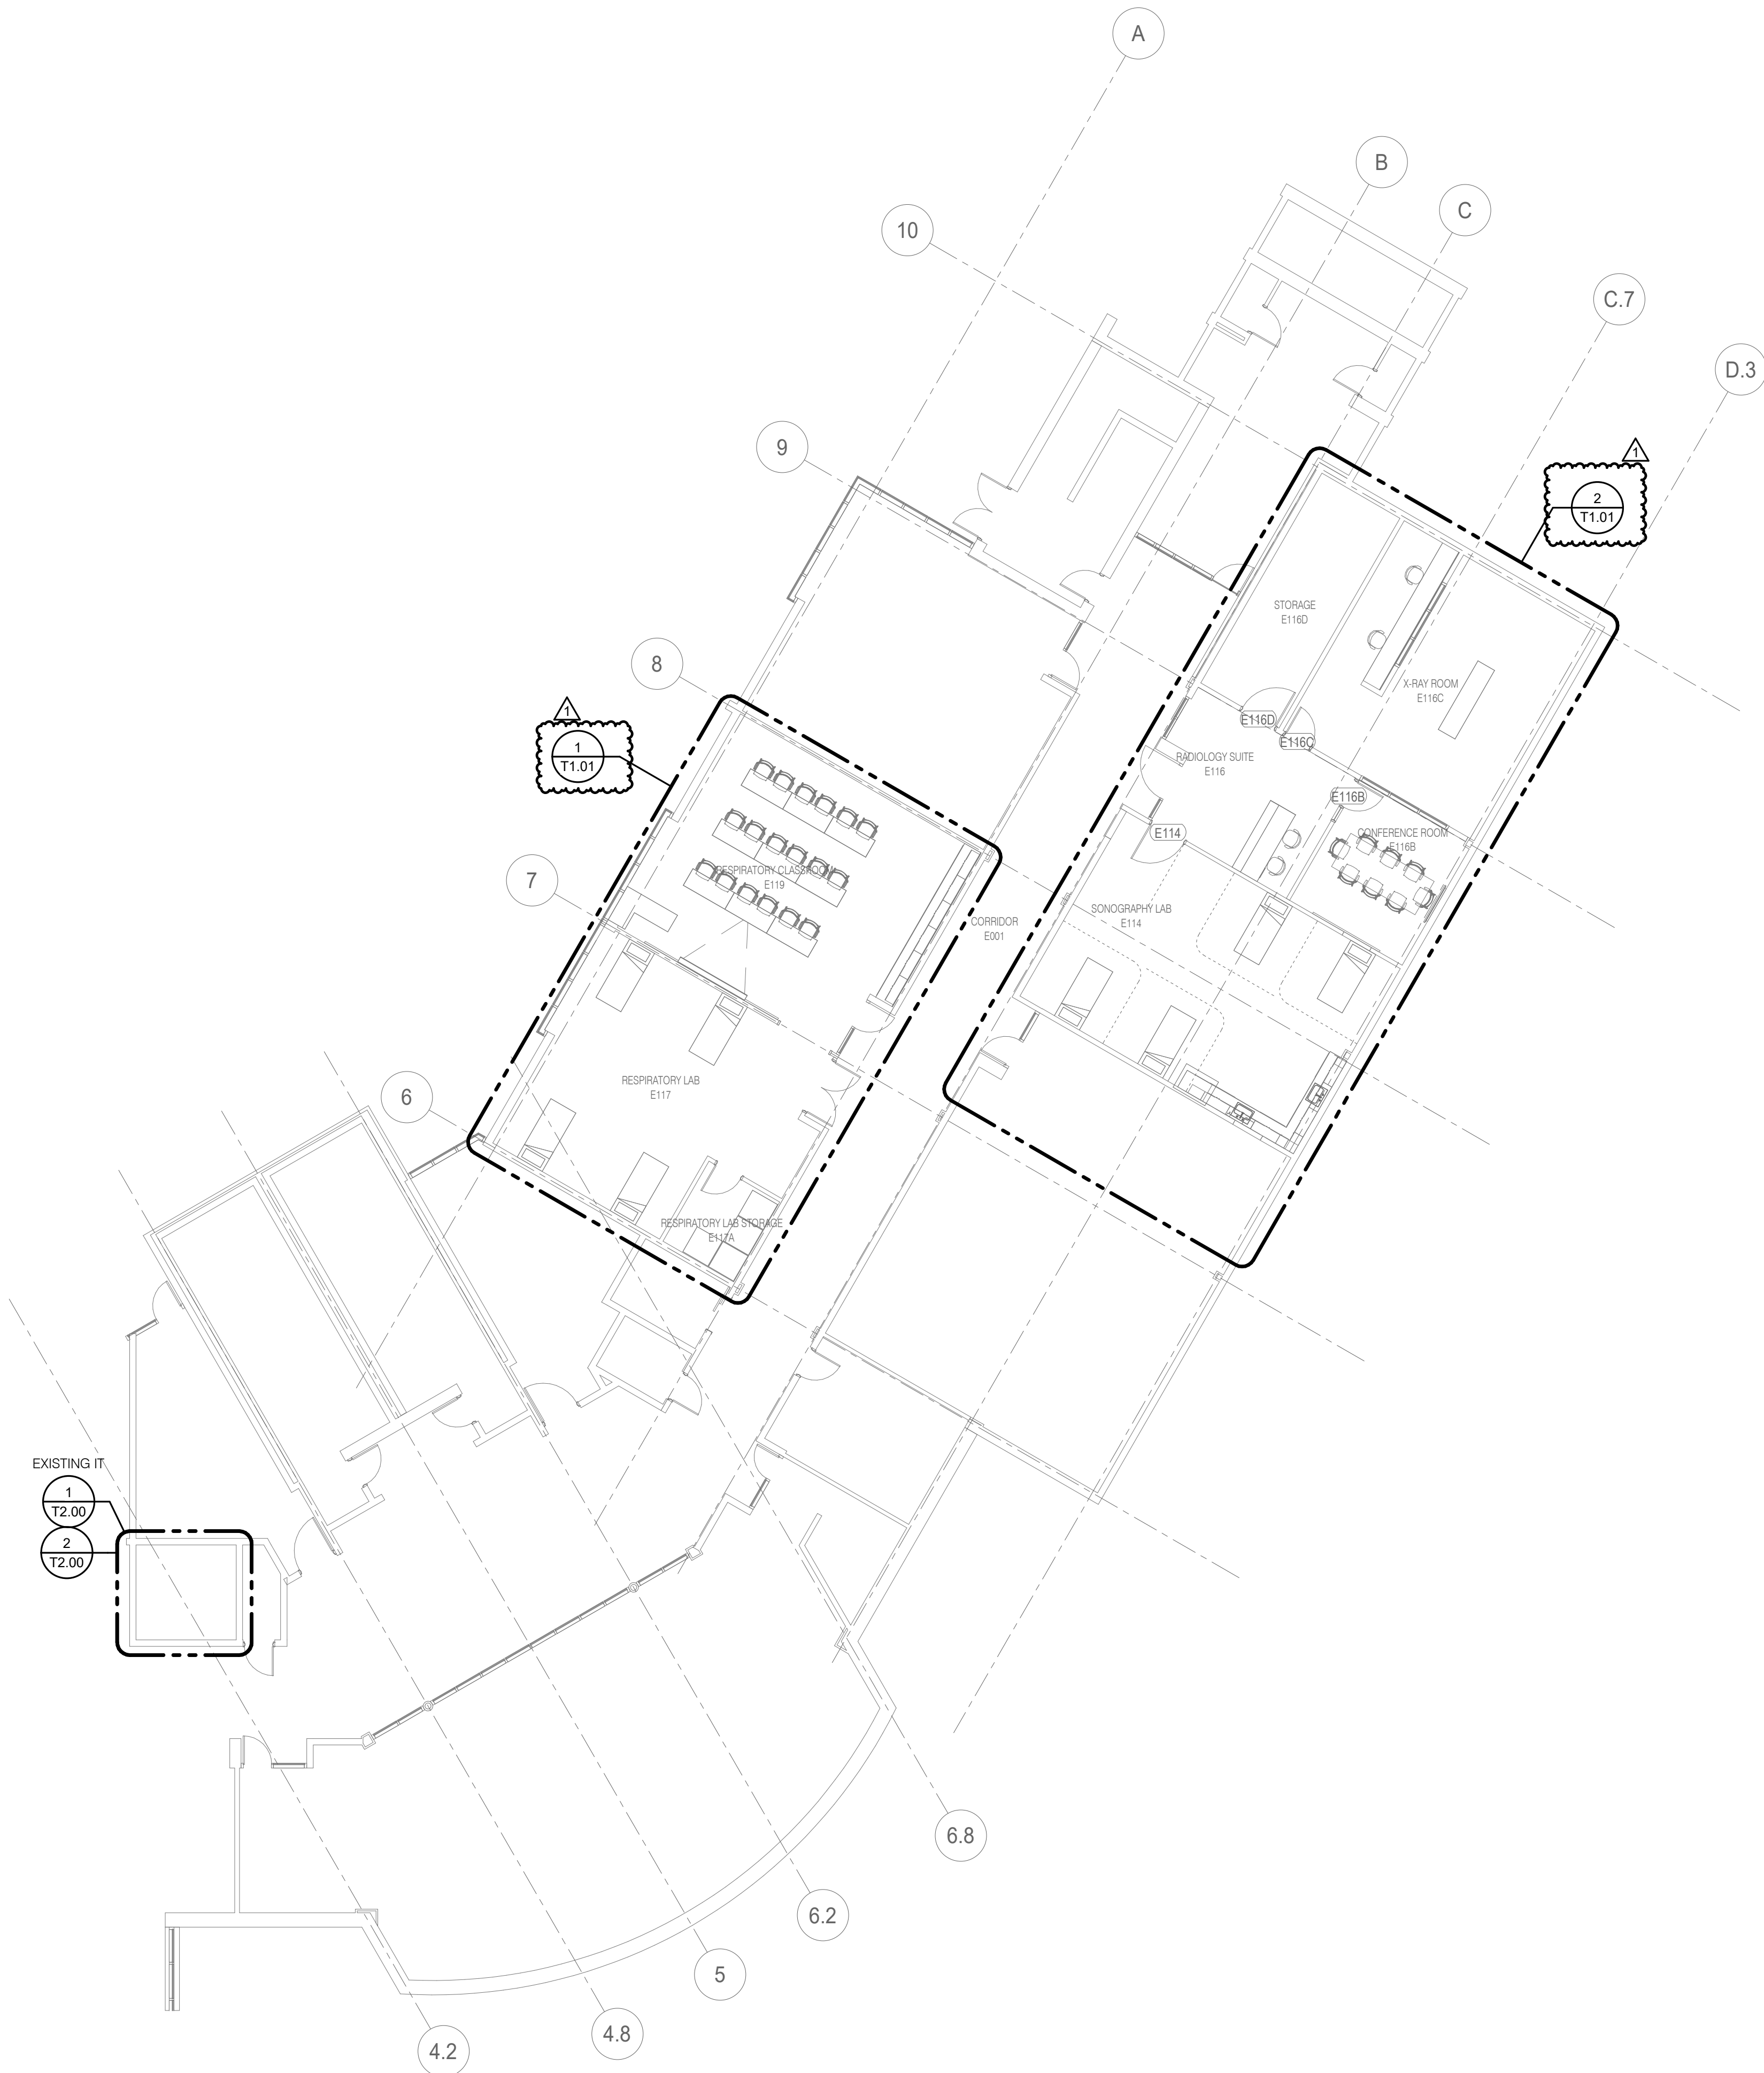 A
B
C
10
C.7
D.3
9
1
2
T1.01
STORAGE
E116D
8
X-RAY ROOM
E116C
1
1
T1.01
E116D
E116C
RADIOLOGY SUITE
E116
E116B
E114
CONFERENCE ROOM
E116B
7
RESPIRATORY CLASSROOM
E119
SONOGRAPHY LAB
E114
CORRIDOR
E001
RESPIRATORY LAB
E117
6
RESPIRATORY LAB STORAGE
E117A
EXISTING IT
1
T2.00
2
T2.00
6.8
6.2
5
4.8
4.2